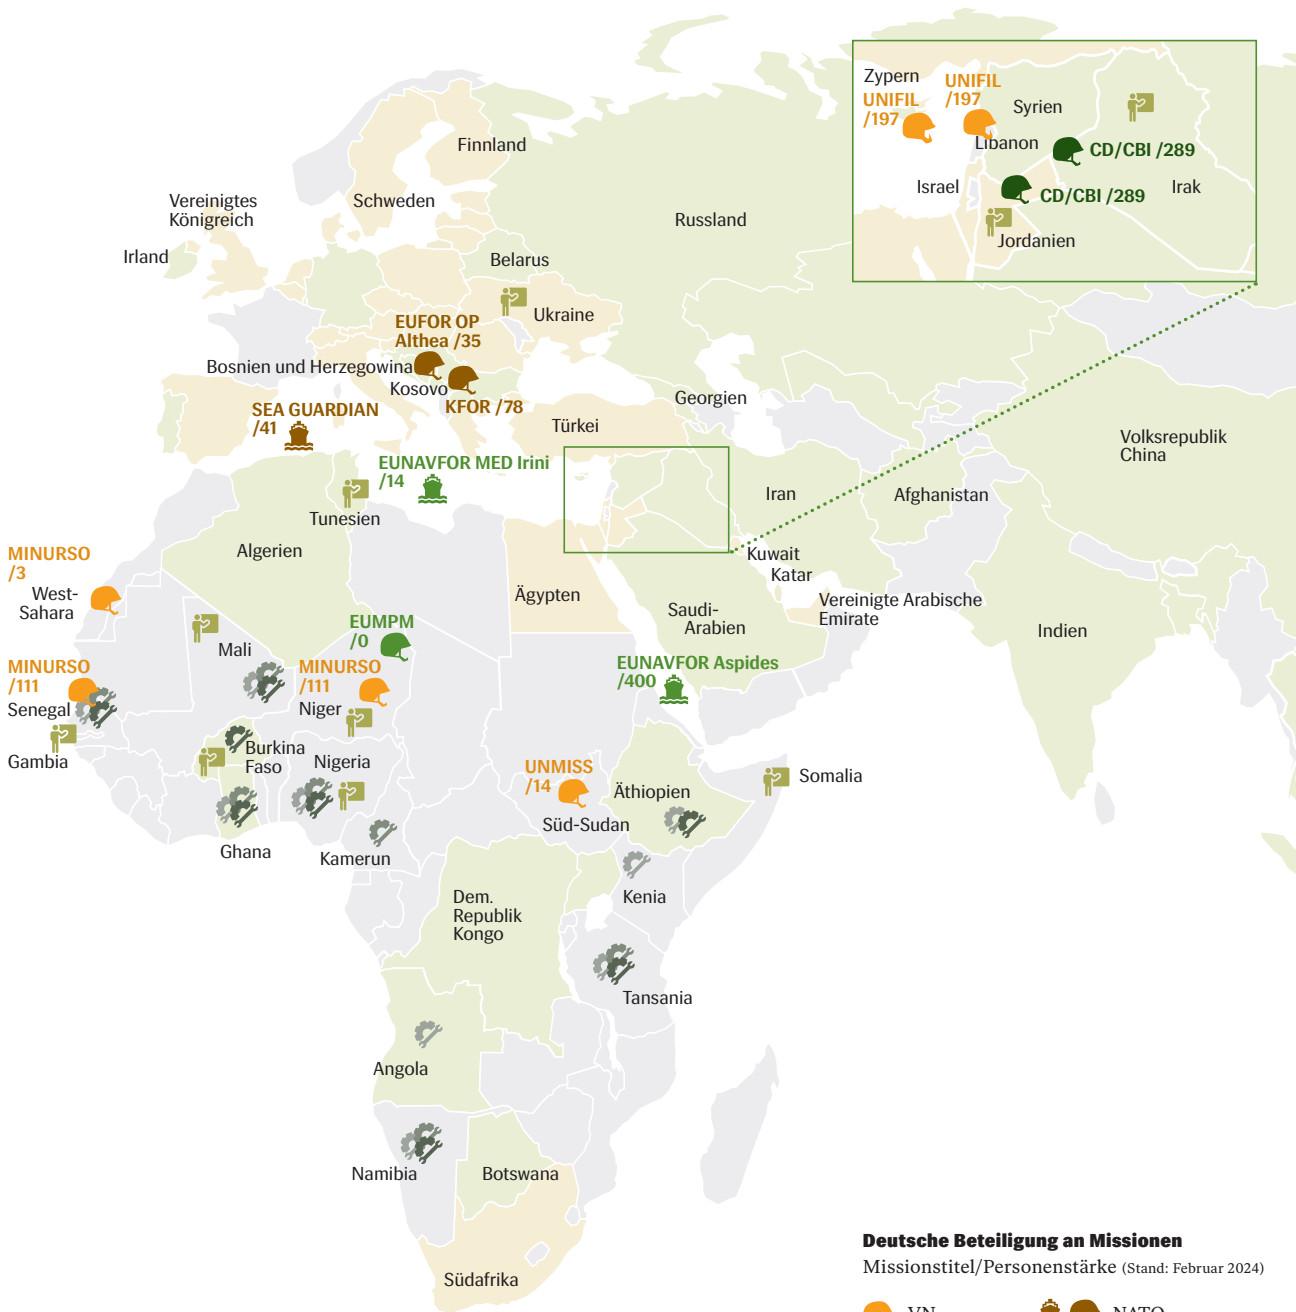 Zypern
UNIFIL
/197
UNIFIL
/197
Syrien
Libanon
CD/CBI /289
Israel
Irak
CD/CBI /289
Jordanien
Finnland
Schweden
Vereinigtes
Königreich
Irland
Russland
Belarus
Ukraine
EUFOR OP
Althea /35
Bosnien und Herzegowina
Kosovo
KFOR /78
SEA GUARDIAN
/41
Georgien
Türkei
Volksrepublik
China
EUNAVFOR MED Irini
/14
Iran
Afghanistan
Tunesien
Algerien
MINURSO
/3
West-
Sahara
Kuwait
Katar
Ägypten
Vereinigte Arabische
Emirate
Saudi-
Arabien
Indien
EUMPM
/0
Mali
MINURSO
/111
Senegal
MINURSO
/111
Niger
EUNAVFOR Aspides
/400
Gambia
Burkina
Faso
Nigeria
UNMISS
/14
Süd-Sudan
Äthiopien
Somalia
Ghana
Kamerun
Kenia
Dem.
Republik
Kongo
Tansania
Angola
Namibia
Botswana
Südafrika
Deutsche Beteiligung an Missionen
Missionstitel/Personenstärke (Stand: Februar 2024)
VN
NATO